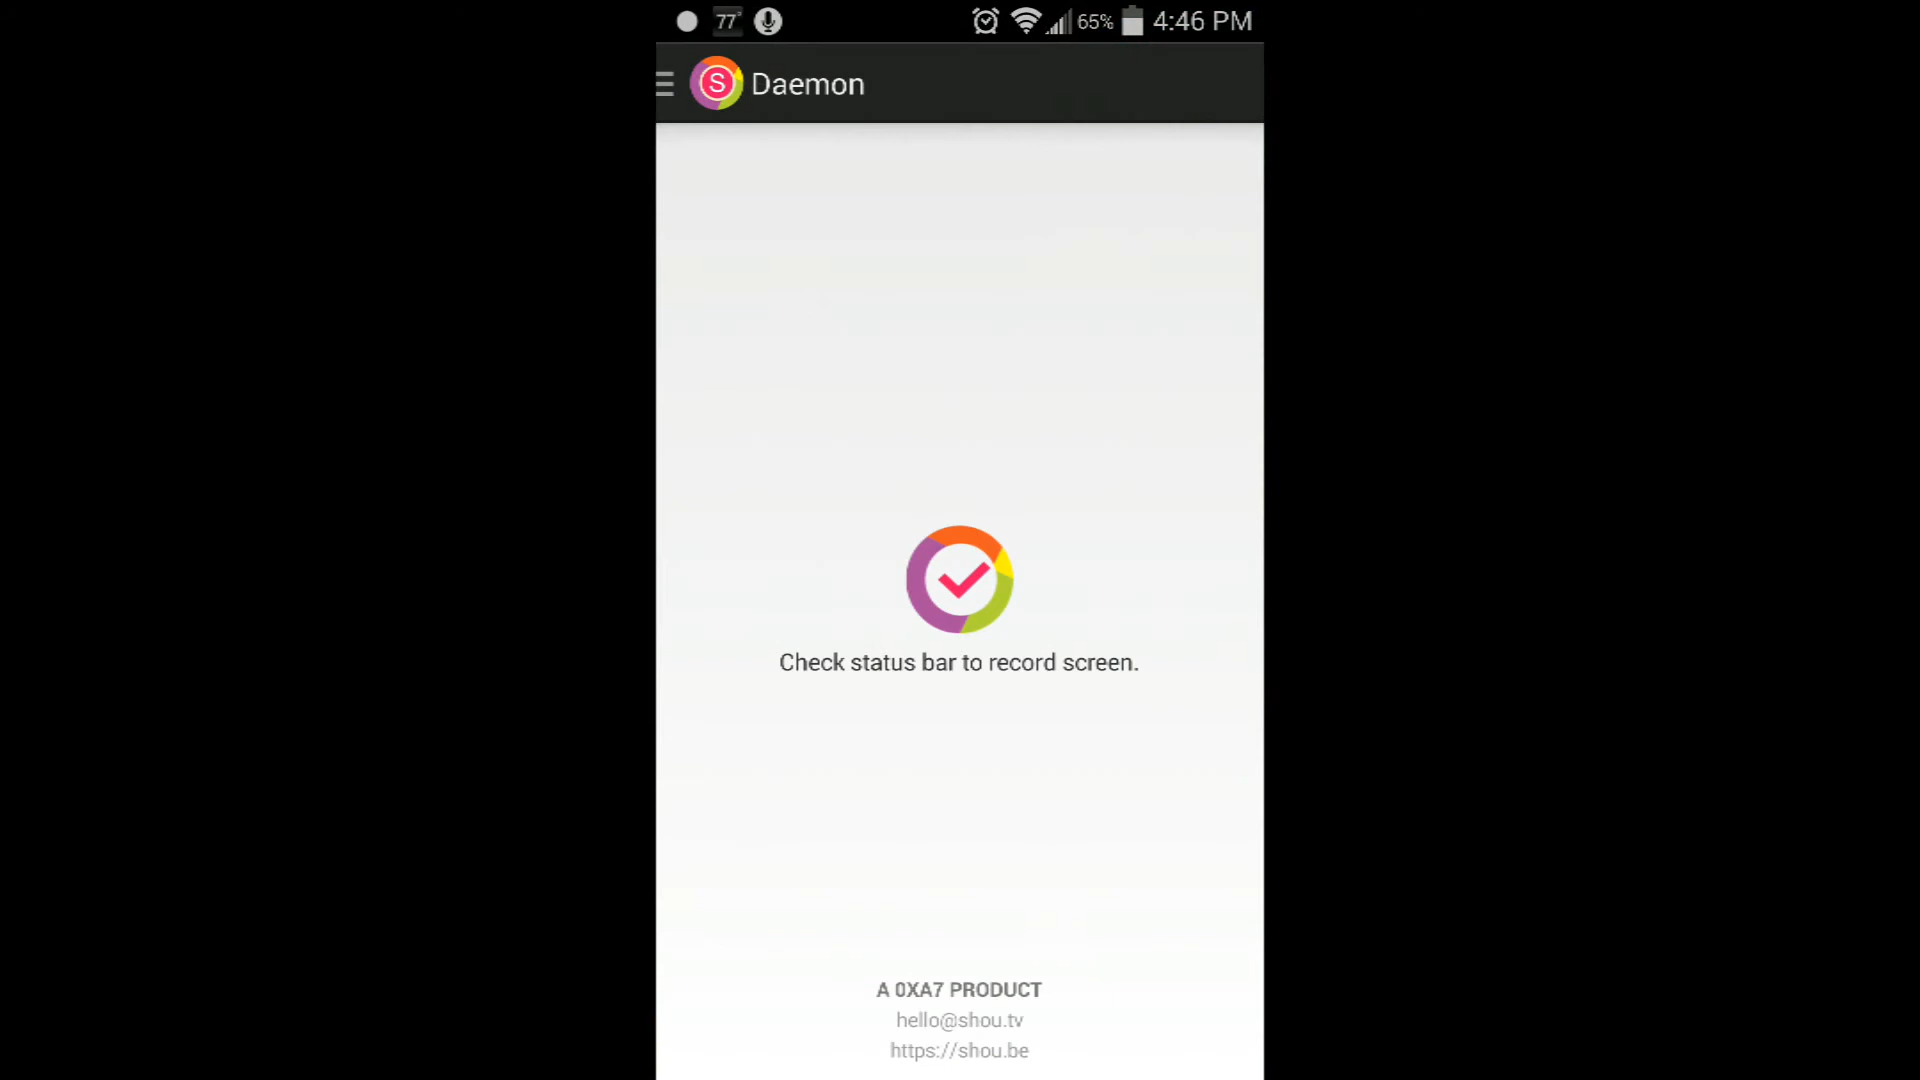 77° 65% 4:46 PM
S Daemon
Check status bar to record screen.
A 0XA7 PRODUCT
hello@shou.tv
https://shou.be